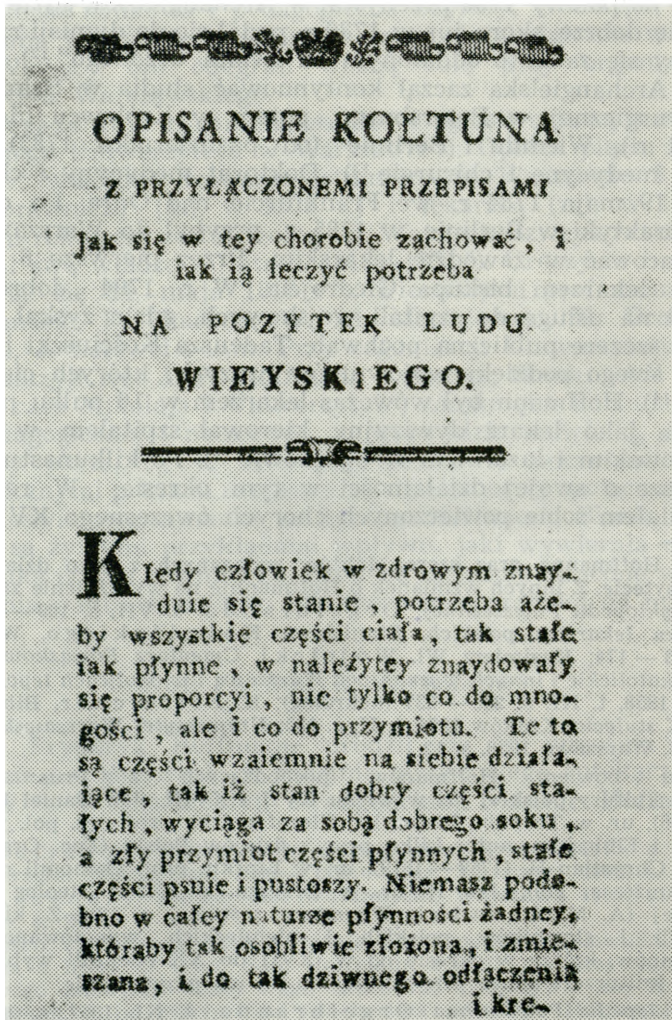 OPISANIE KOŁTUNA
Z PRZYŁĄCZONEMI PRZEPISAMI
Jak się w tey chorobie zachować, i
iak ią leczyć potrzeba
NA POZYTEK LUDU
WIEYSKIEGO.
KIedy człowiek w zdrowym znay-
duie się stanie, potrzeba aże-
by wszystkie części ciała, tak stałe
iak płynne, w należytey znaydowały
się proporcyi, nie tylko co do mno-
gości, ale i co do przymiotu. Te to
są części wzaiemnie na siebie działa-
iące, tak iż stan dobry części sta-
łych, wyciąga za sobą dobrego soku,
a zły przymiot części płynnych, stałe
części psuie i pustoszy. Niemasz podo-
bno w całey naturze płynności żadney,
któraby tak osobliwie złożona, i zmie-
szana, i do tak dziwnego odłączenia
i kre-